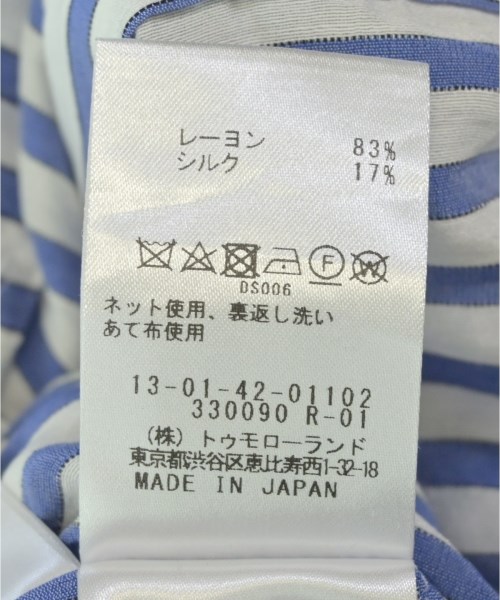 レーヨン 83%
シルク 17%
F W
DS006
ネット使用、裏返し洗い
あて布使用
13-01-42-01102
330090 R-01
(株) トゥモローランド
東京都渋谷区恵比寿西1-32-18
MADE IN JAPAN